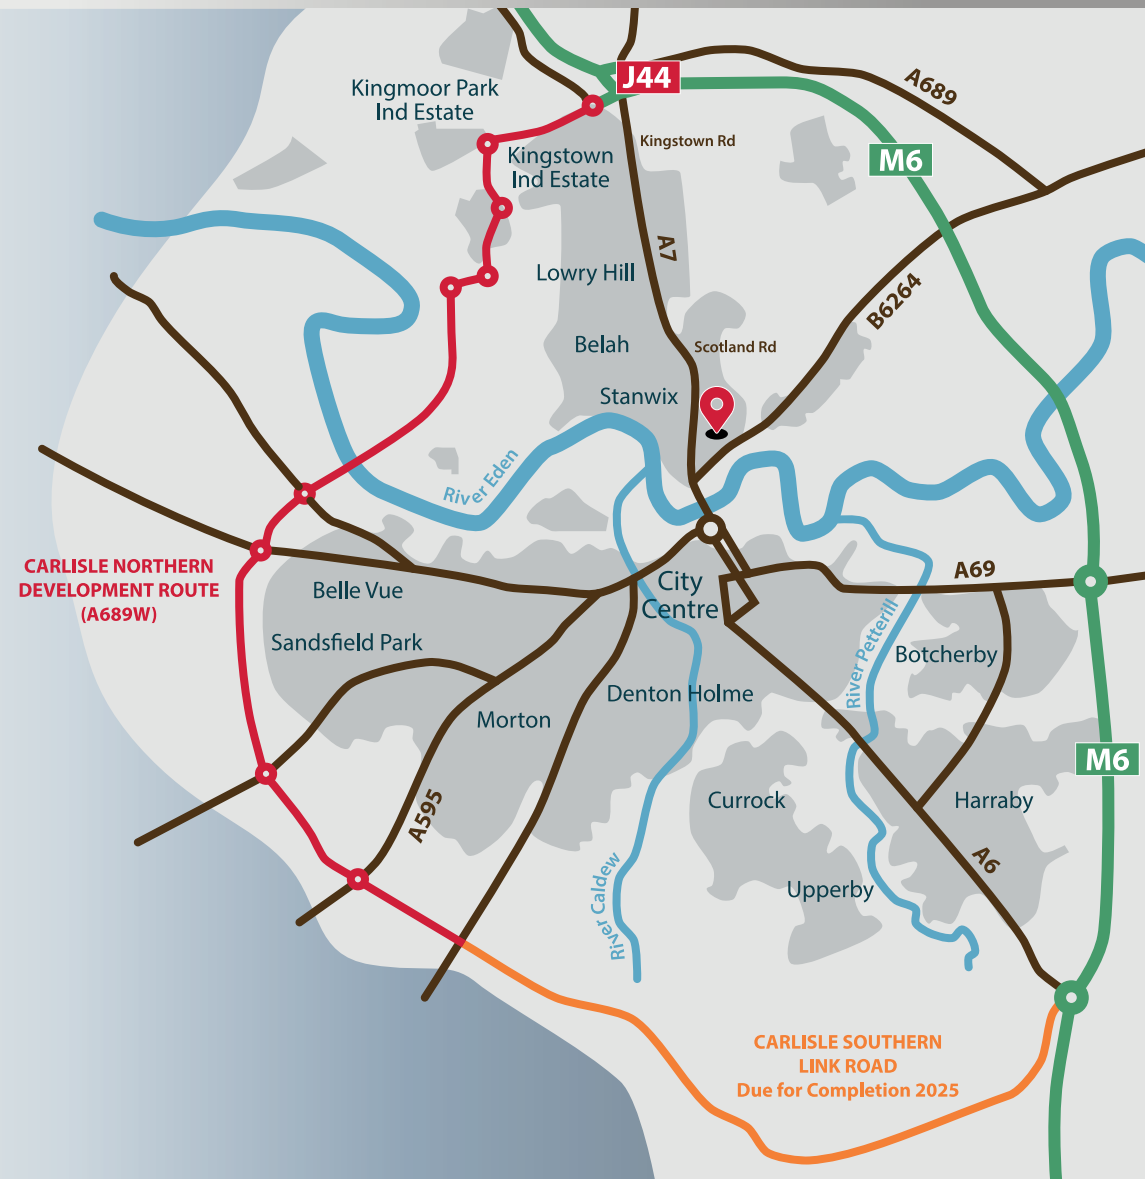 J44
Kingmoor Park
Ind Estate
A689
Kingstown Rd
M6
Kingstown
Ind Estate
A7
Lowry Hill
B6264
Belah
Scotland Rd
Stanwix
River Eden
CARLISLE NORTHERN
DEVELOPMENT ROUTE
(A689W)
Belle Vue
City
Centre
A69
Sandsfield Park
River Petterill
Botcherby
Denton Holme
Morton
M6
A595
Currock
Harraby
A6
Upperby
River Caldew
CARLISLE SOUTHERN
LINK ROAD
Due for Completion 2025